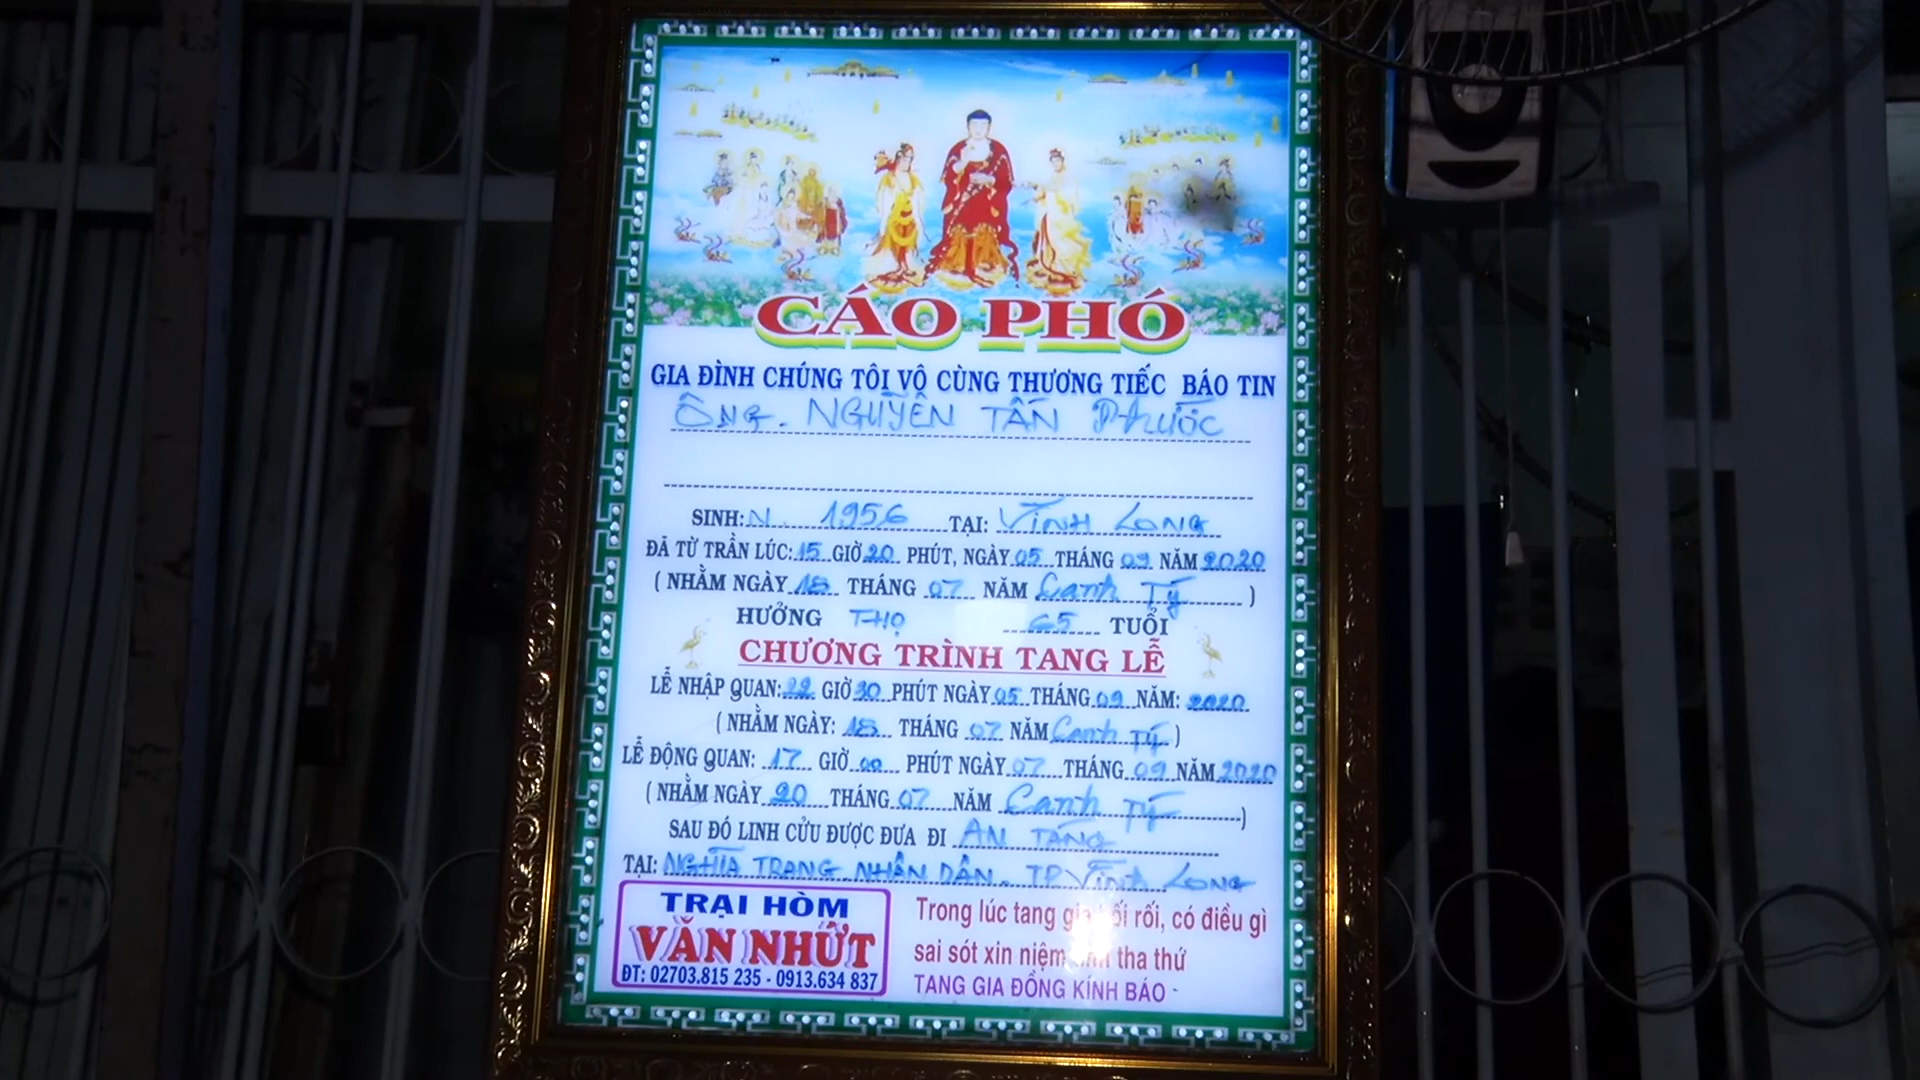 CÁO PHÓ
GIA ĐÌNH CHÚNG TÔI VÔ CÙNG THƯƠNG TIẾC BÁO TIN
Ông. NGUYỄN TẤN PHƯỚC
SINH: N 1956 TẠI: VĨNH LONG
ĐÃ TỪ TRẦN LÚC: 15 GIỜ 20 PHÚT, NGÀY 05 THÁNG 09 NĂM 2020
( NHẰM NGÀY 18 THÁNG 07 NĂM Canh Tý )
HƯỞNG THỌ 65 TUỔI
CHƯƠNG TRÌNH TANG LỄ
LỄ NHẬP QUAN: 22 GIỜ 30 PHÚT NGÀY 05 THÁNG 09 NĂM: 2020
( NHẰM NGÀY: 18 THÁNG 07 NĂM Canh Tý )
LỄ ĐỘNG QUAN: 17 GIỜ 00 PHÚT NGÀY 07 THÁNG 09 NĂM 2020
( NHẰM NGÀY 20 THÁNG 07 NĂM Canh Tý )
SAU ĐÓ LINH CỬU ĐƯỢC ĐƯA ĐI AN TÁNG
TẠI: NGHĨA TRANG NHÂN DÂN. TP. VĨNH LONG
TRẠI HÒM
VĂN NHỨT
ĐT: 02703.815 235 - 0913.634 837
Trong lúc tang gia bối rối, có điều gì
sai sót xin niệm tình tha thứ
TANG GIA ĐỒNG KÍNH BÁO -